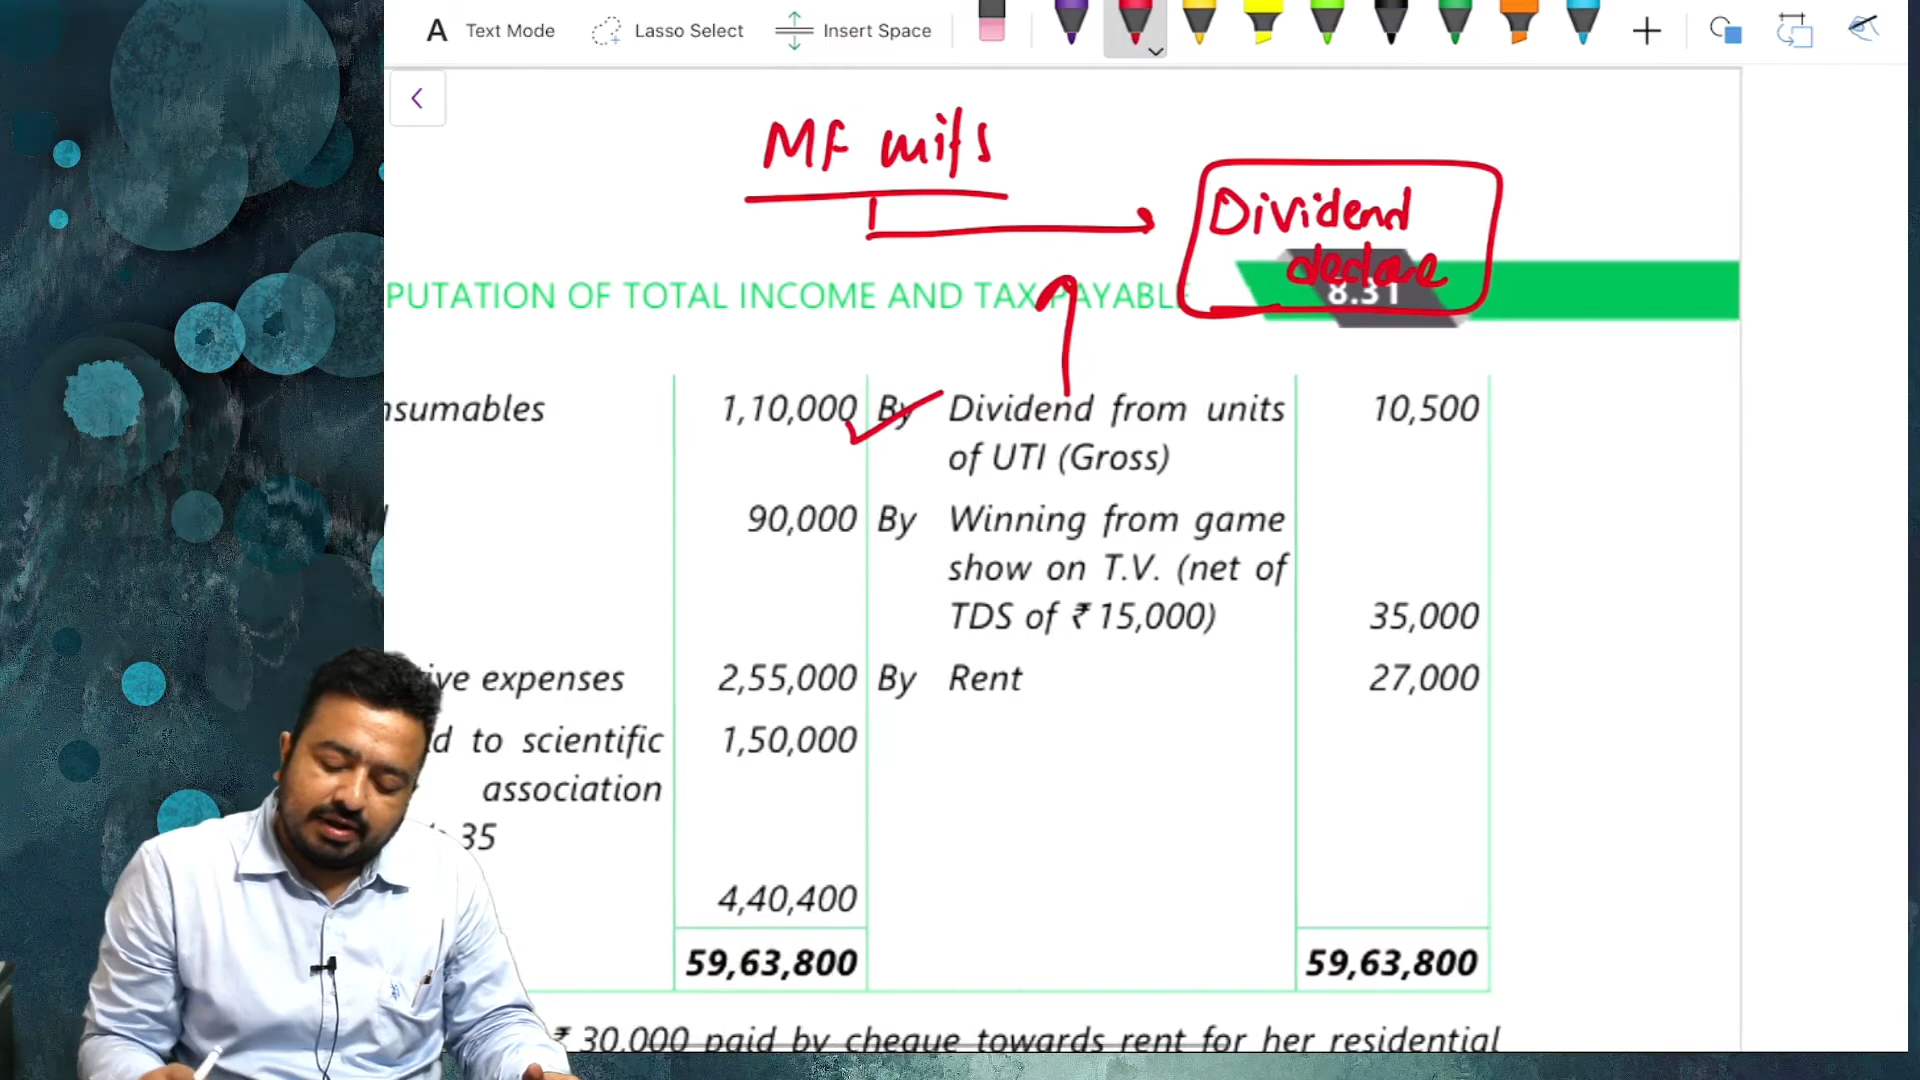 A Text Mode Lasso Select Insert Space
MF units
Dividend
declare
PUTATION OF TOTAL INCOME AND TAX PAYABLE 8.31
nsumables 1,10,000 By Dividend from units 10,500
of UTI (Gross)
90,000 By Winning from game
show on T.V. (net of
TDS of ₹ 15,000) 35,000
ive expenses 2,55,000 By Rent 27,000
d to scientific 1,50,000
association
35
4,40,400
59,63,800 59,63,800
₹ 30,000 paid by cheque towards rent for her residential